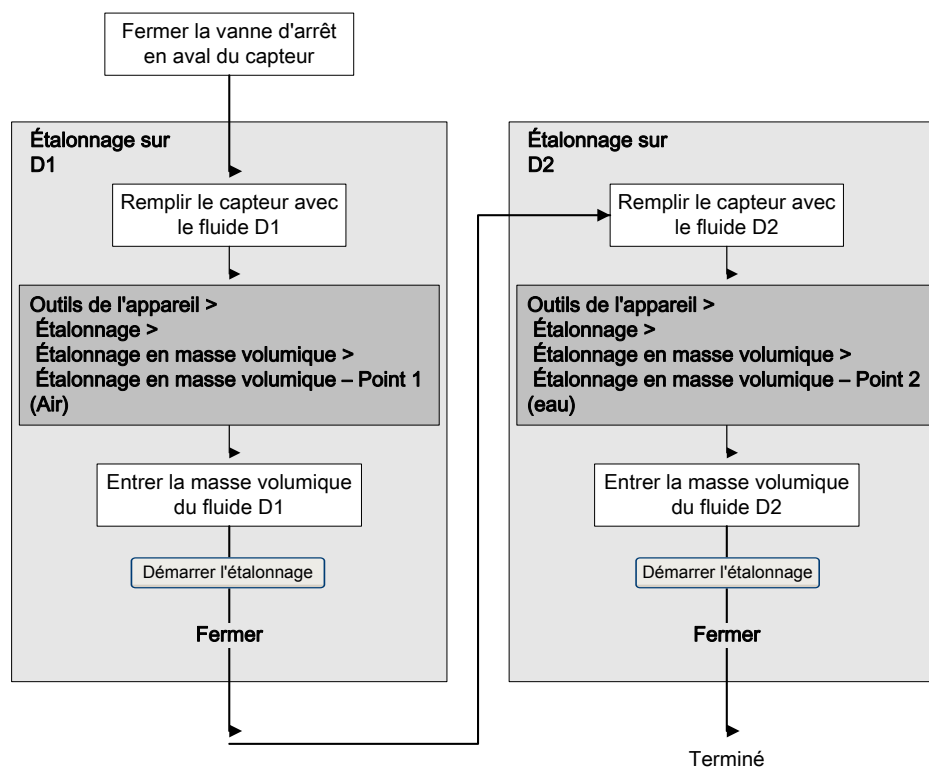 Fermer la vanne d'arrêt
en aval du capteur
Étalonnage sur
D1
Remplir le capteur avec
le fluide D1
Outils de l'appareil >
Étalonnage >
Étalonnage en masse volumique >
Étalonnage en masse volumique – Point 1
(Air)
Entrer la masse volumique
du fluide D1
Démarrer l'étalonnage
Fermer
Étalonnage sur
D2
Remplir le capteur avec
le fluide D2
Outils de l'appareil >
Étalonnage >
Étalonnage en masse volumique >
Étalonnage en masse volumique – Point 2
(eau)
Entrer la masse volumique
du fluide D2
Démarrer l'étalonnage
Fermer
Terminé